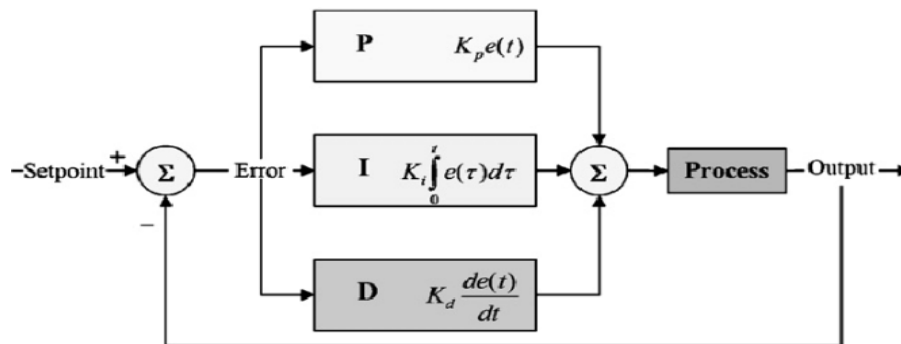 P K_p e(t)
Setpoint + Σ Error I K_i ∫_0^t e(τ)dτ Σ Process Output
−
D K_d de(t)/dt